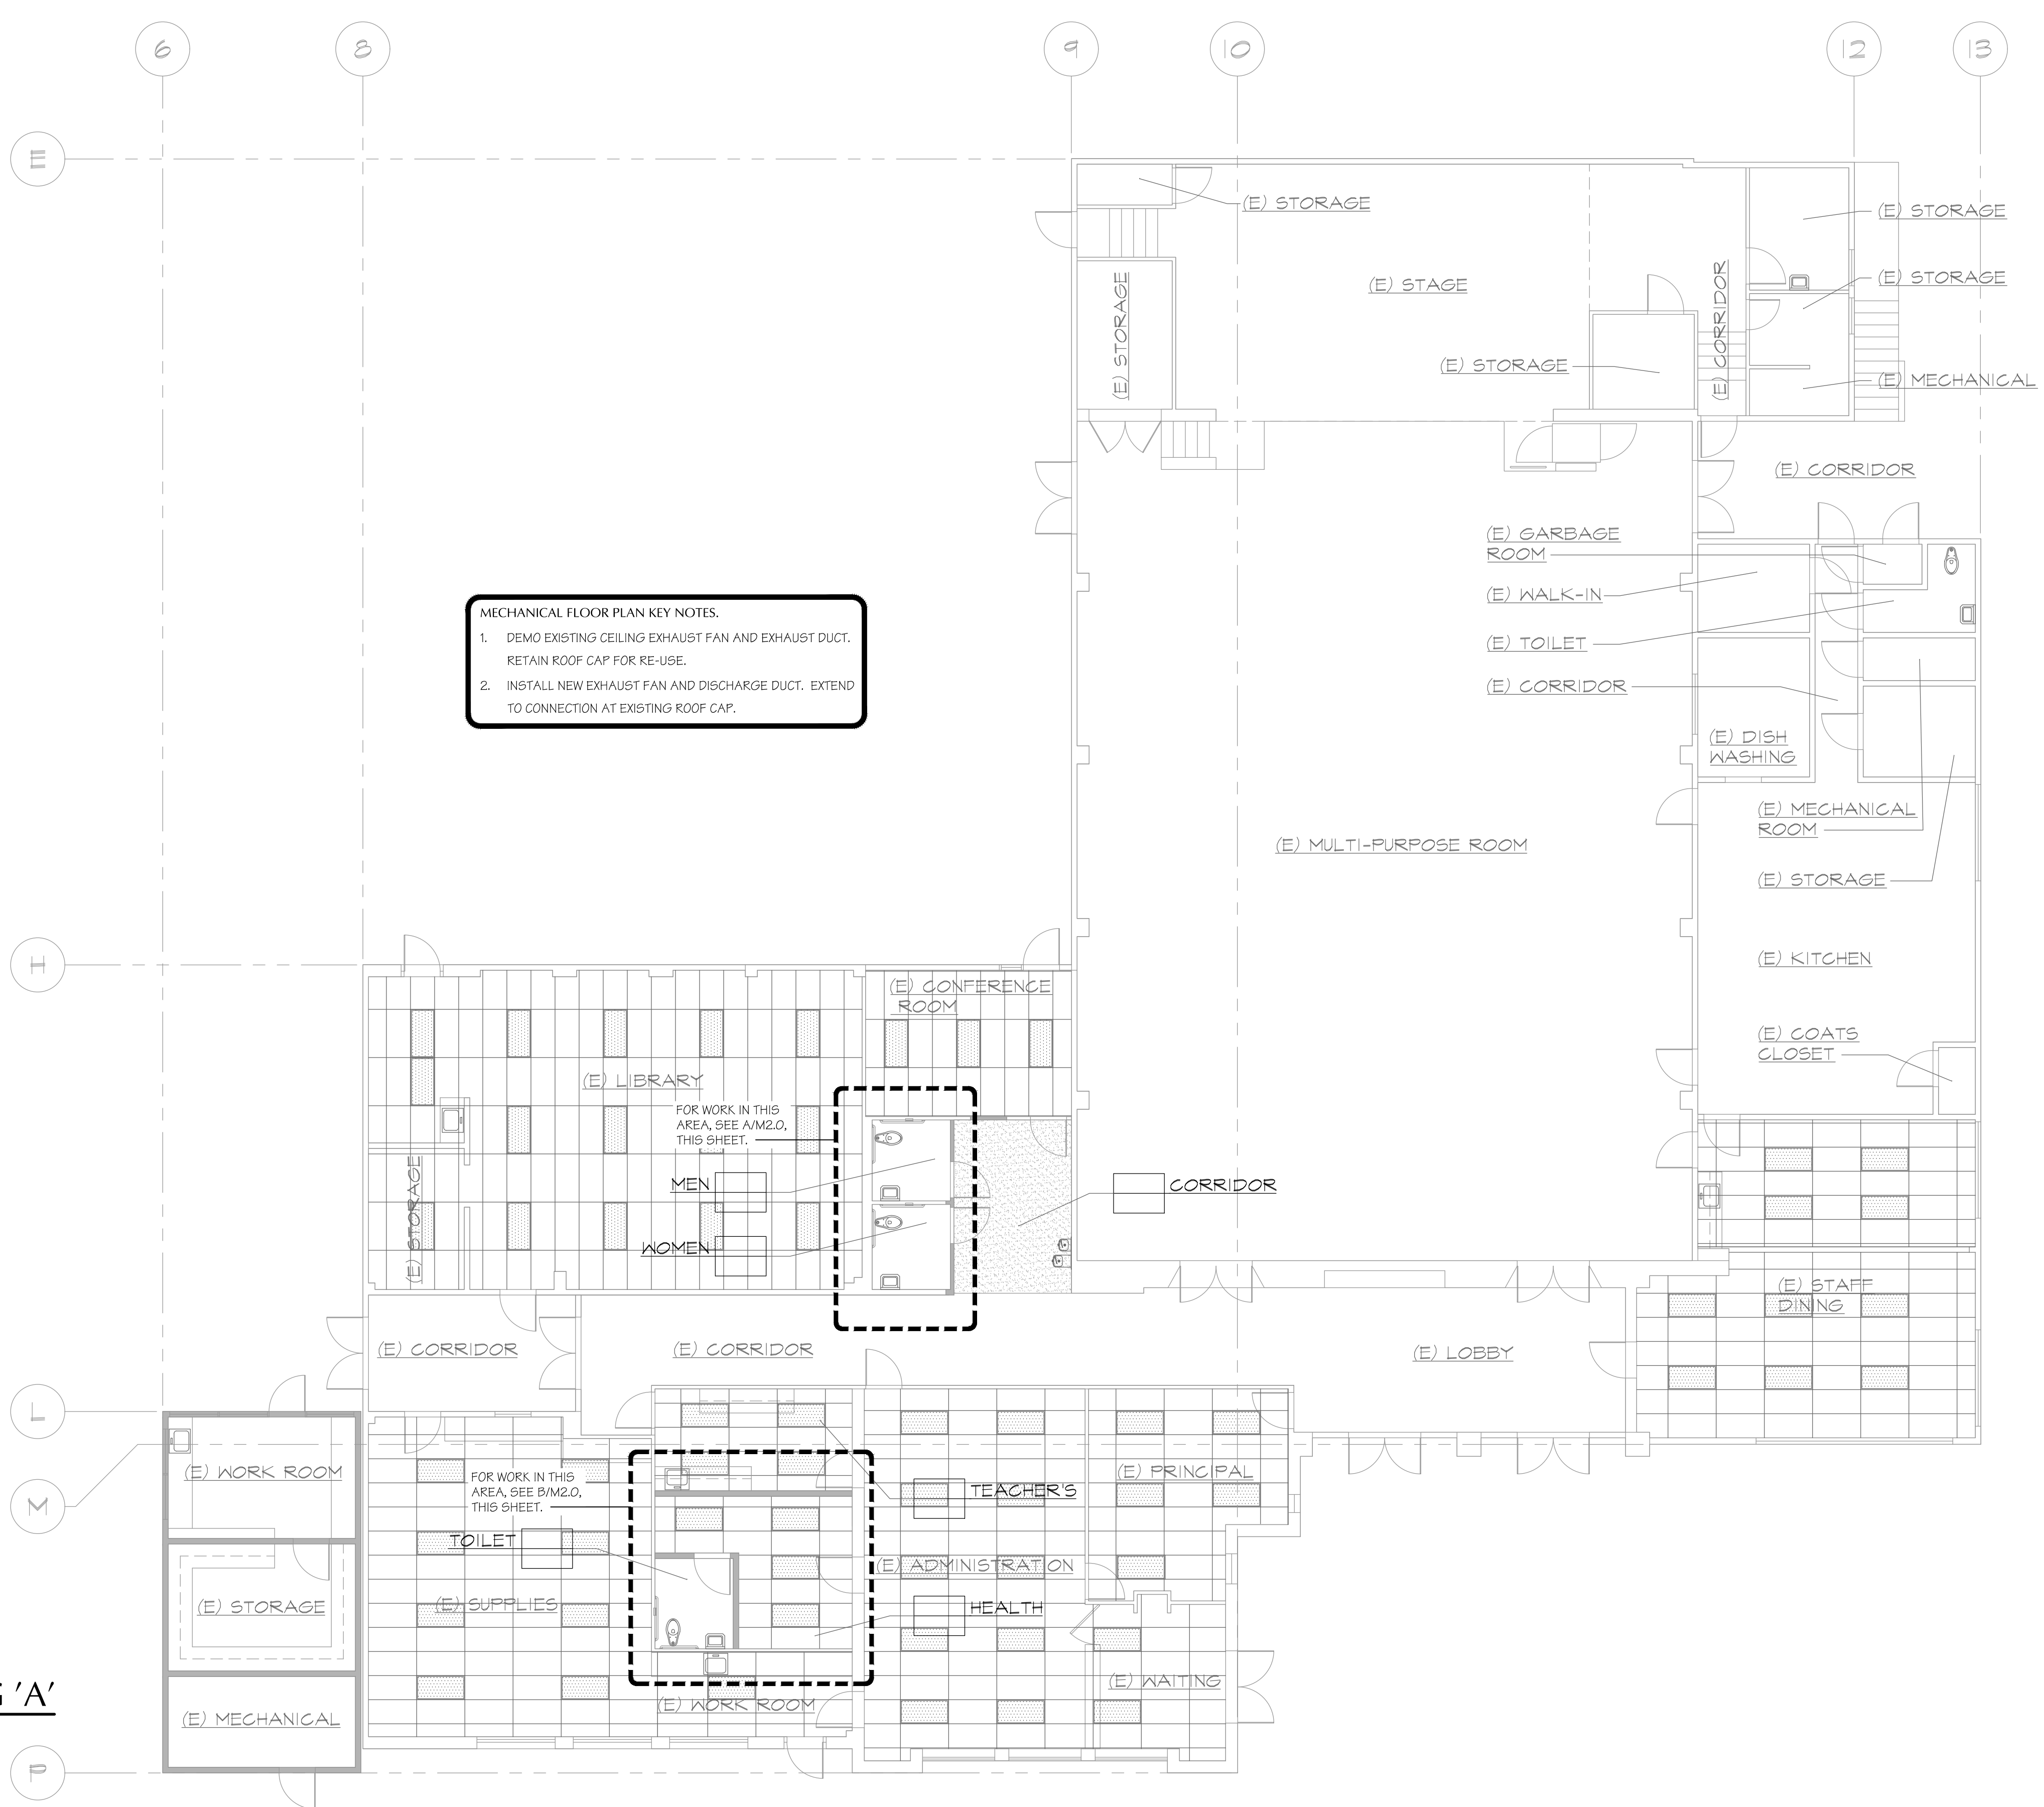 6
8
9
10
12
13
E
H
L
M
P
(E) STORAGE
(E) STORAGE
(E) STORAGE
(E) STAGE
(E) STORAGE
(E) CORRIDOR
(E) STORAGE
(E) MECHANICAL
(E) CORRIDOR
(E) GARBAGE
ROOM
(E) WALK-IN
(E) TOILET
(E) CORRIDOR
(E) DISH
WASHING
(E) MECHANICAL
ROOM
(E) STORAGE
(E) KITCHEN
(E) COATS
CLOSET
(E) MULTI-PURPOSE ROOM
MECHANICAL FLOOR PLAN KEY NOTES.
1. DEMO EXISTING CEILING EXHAUST FAN AND EXHAUST DUCT.
RETAIN ROOF CAP FOR RE-USE.
2. INSTALL NEW EXHAUST FAN AND DISCHARGE DUCT. EXTEND
TO CONNECTION AT EXISTING ROOF CAP.
(E) CONFERENCE
ROOM
(E) LIBRARY
FOR WORK IN THIS
AREA, SEE A/M2.0,
THIS SHEET.
(E) STORAGE
MEN
WOMEN
CORRIDOR
(E) STAFF
DINING
(E) CORRIDOR
(E) CORRIDOR
(E) LOBBY
(E) WORK ROOM
FOR WORK IN THIS
AREA, SEE B/M2.0,
THIS SHEET.
TEACHER'S
(E) PRINCIPAL
TOILET
(E) ADMINISTRATION
(E) STORAGE
(E) SUPPLIES
HEALTH
(E) WAITING
'A'
(E) MECHANICAL
(E) WORK ROOM